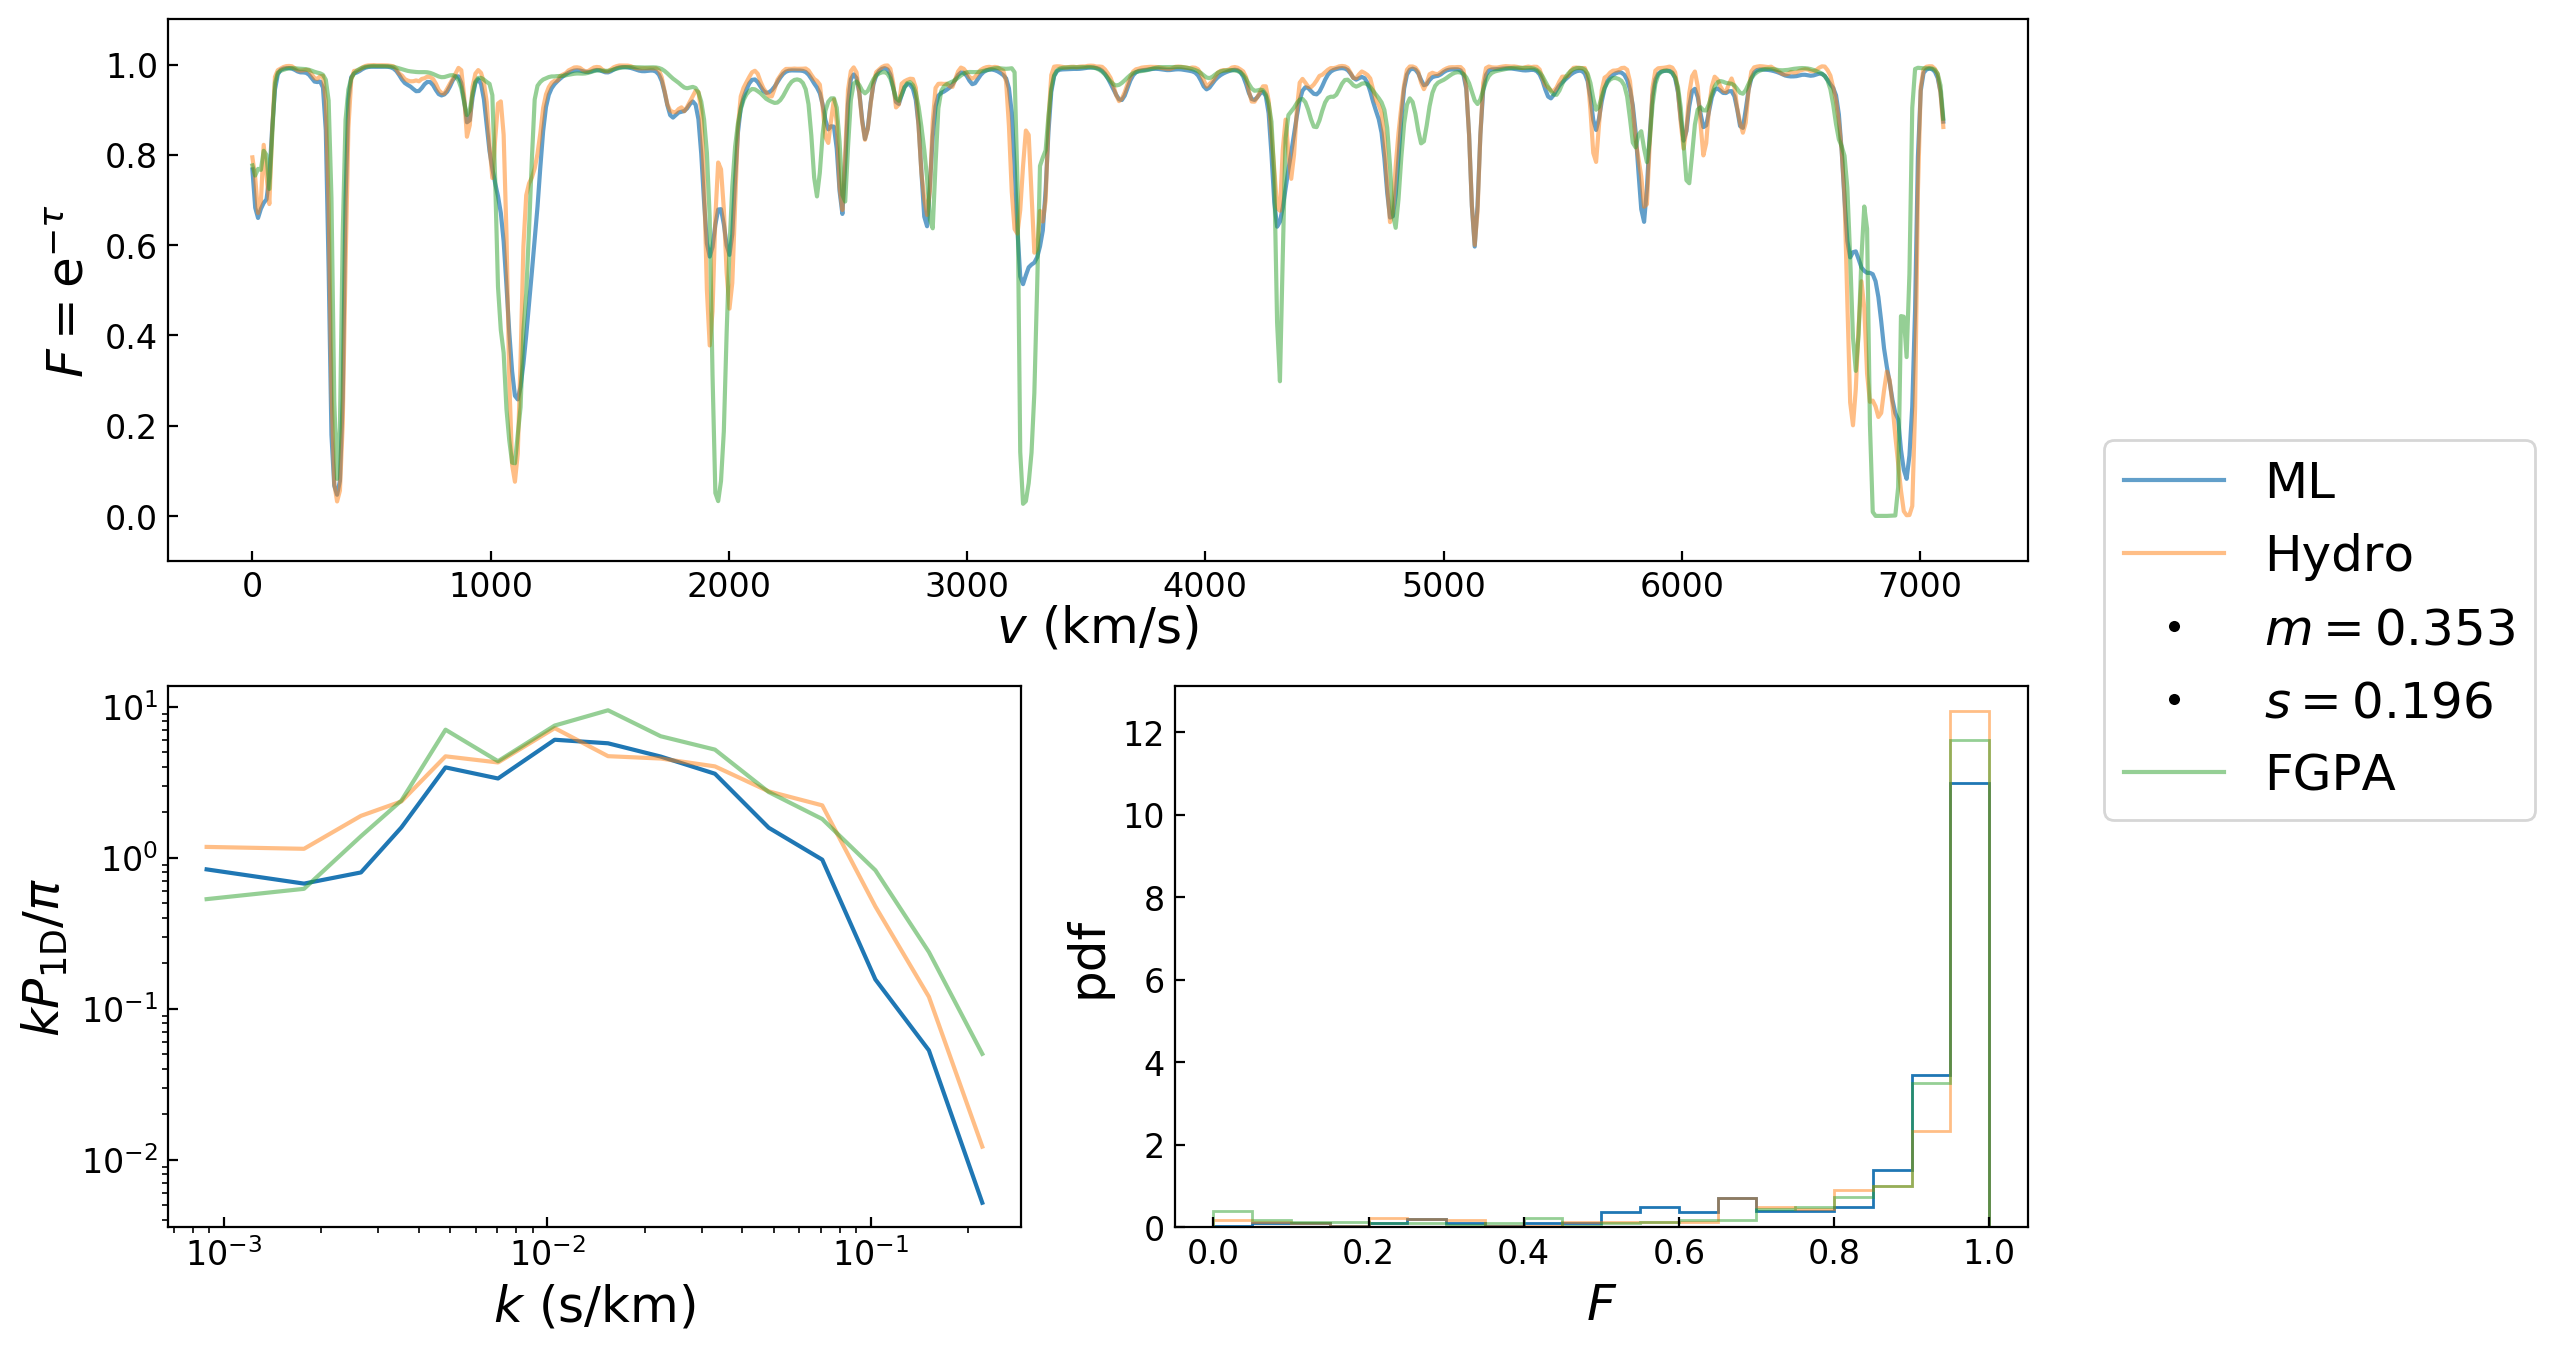 1.0
0.8
0.6
0.4
0.2
0.0
F = e^{-τ}
0 1000 2000 3000 4000 5000 6000 7000
v (km/s)
ML
Hydro
m = 0.353
s = 0.196
FGPA
10^1
10^0
10^{-1}
10^{-2}
kP_{1D}/π
10^{-3} 10^{-2} 10^{-1}
k (s/km)
12
10
8
6
4
2
0
pdf
0.0 0.2 0.4 0.6 0.8 1.0
F